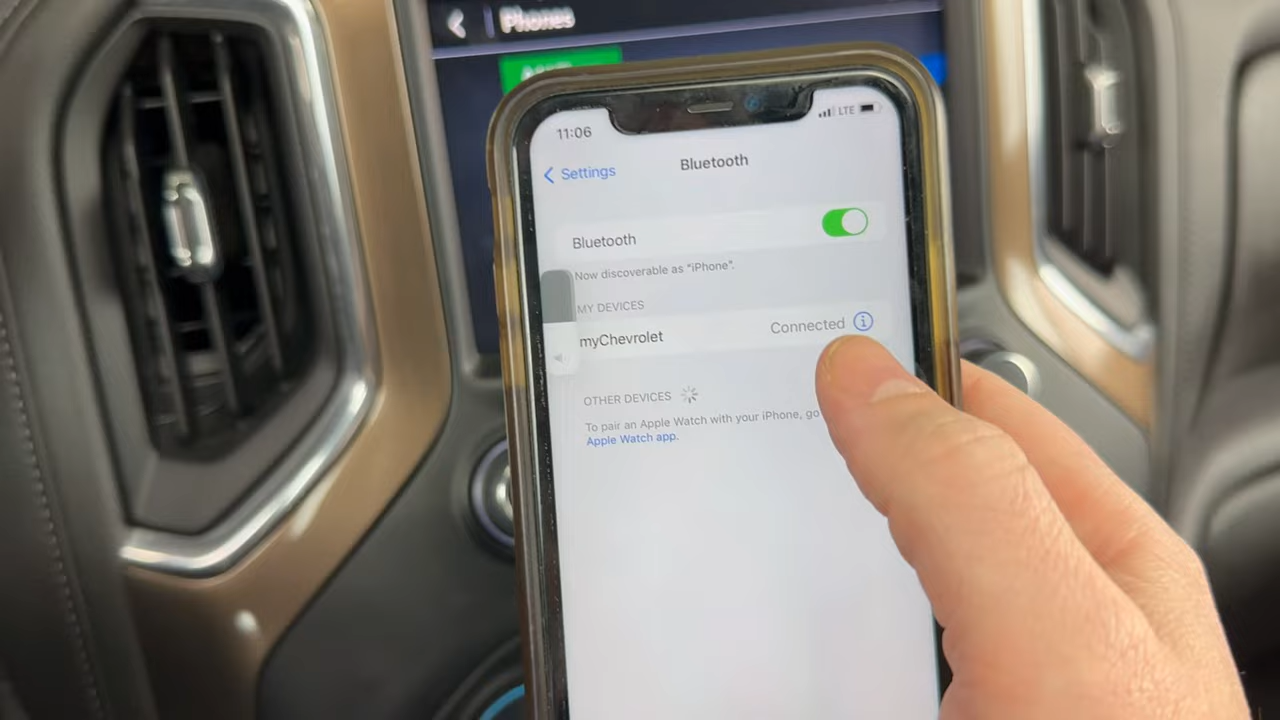 Phones
11:06
LTE
Settings
Bluetooth
Bluetooth
Now discoverable as “iPhone”.
MY DEVICES
myChevrolet Connected
OTHER DEVICES
To pair an Apple Watch with your iPhone, go
Apple Watch app.